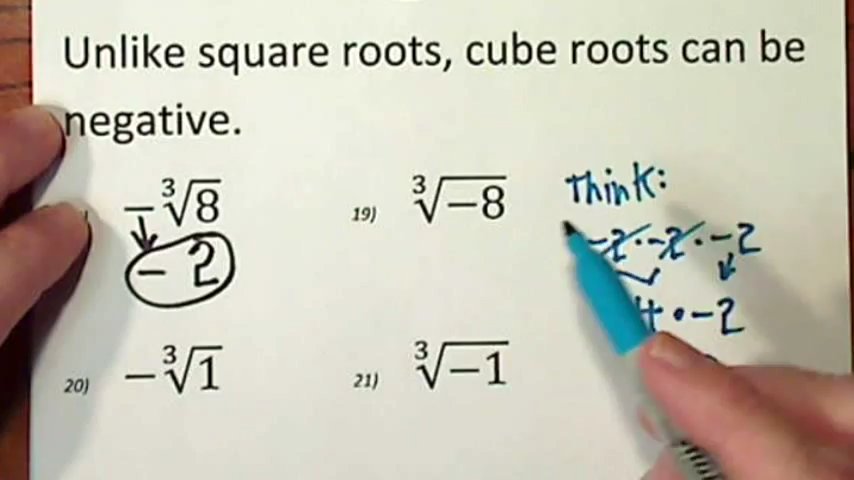 Unlike square roots, cube roots can be
negative.
-∛8
-2
19) ∛-8
Think:
-2·-2·-2
4·-2
20) -∛1
21) ∛-1